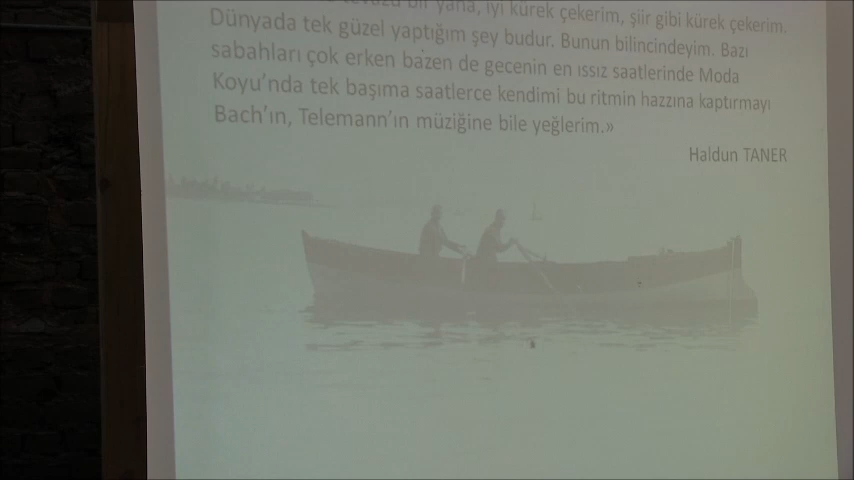 bir yana, iyi kürek çekerim, şiir gibi kürek çekerim.
Dünyada tek güzel yaptığım şey budur. Bunun bilincindeyim. Bazı
sabahları çok erken bazen de gecenin en ıssız saatlerinde Moda
Koyu'nda tek başıma saatlerce kendimi bu ritmin hazzına kaptırmayı
Bach'ın, Telemann'ın müziğine bile yeğlerim.»
Haldun TANER